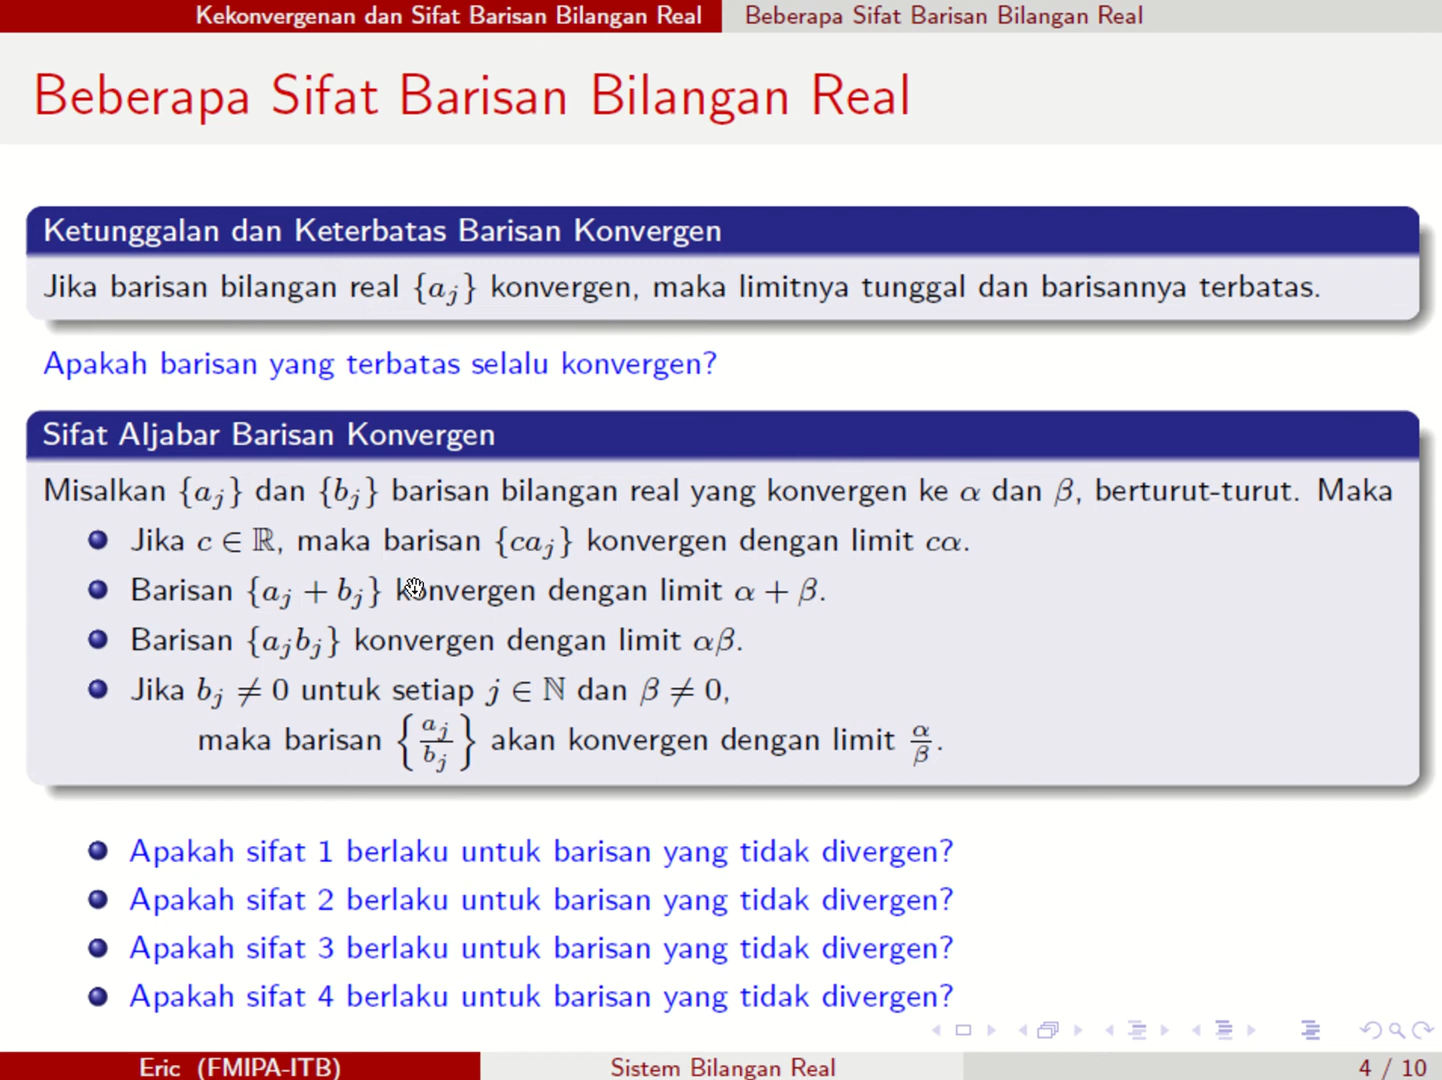 Kekonvergenan dan Sifat Barisan Bilangan Real
Beberapa Sifat Barisan Bilangan Real
Beberapa Sifat Barisan Bilangan Real
Ketunggalan dan Keterbatas Barisan Konvergen
Jika barisan bilangan real {a_j} konvergen, maka limitnya tunggal dan barisannya terbatas.
Apakah barisan yang terbatas selalu konvergen?
Sifat Aljabar Barisan Konvergen
Misalkan {a_j} dan {b_j} barisan bilangan real yang konvergen ke α dan β, berturut-turut. Maka
Jika c ∈ ℝ, maka barisan {ca_j} konvergen dengan limit cα.
Barisan {a_j + b_j} konvergen dengan limit α + β.
Barisan {a_jb_j} konvergen dengan limit αβ.
Jika b_j ≠ 0 untuk setiap j ∈ ℕ dan β ≠ 0,
maka barisan {a_j/b_j} akan konvergen dengan limit α/β.
Apakah sifat 1 berlaku untuk barisan yang tidak divergen?
Apakah sifat 2 berlaku untuk barisan yang tidak divergen?
Apakah sifat 3 berlaku untuk barisan yang tidak divergen?
Apakah sifat 4 berlaku untuk barisan yang tidak divergen?
Eric (FMIPA-ITB)
Sistem Bilangan Real
4 / 10